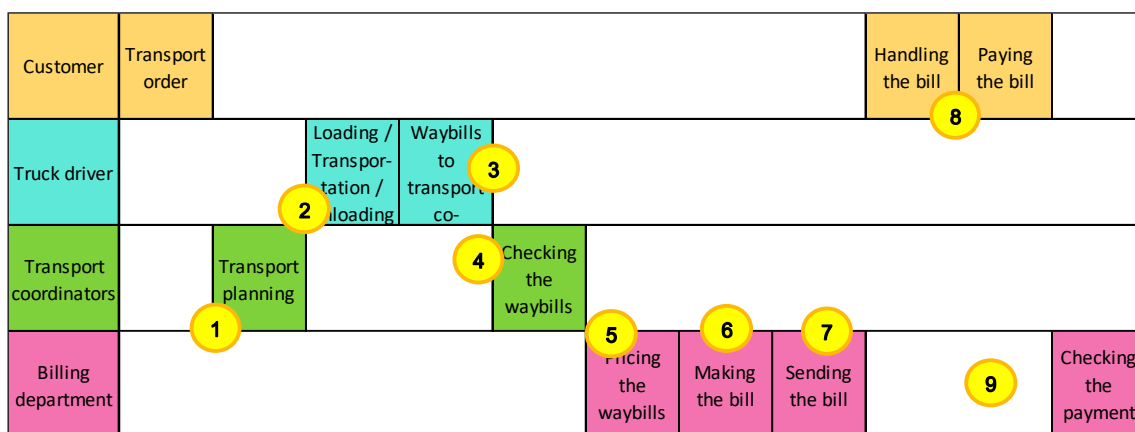 Customer
Transport
order
Handling
the bill
Paying
the bill
8
Truck driver
Loading /
Transpor-
tation /
loading
Waybills
to
transport
co-
2
3
Transport
coordinators
Transport
planning
Checking
the
waybills
1
4
Billing
department
Pricing
the
waybills
Making
the bill
Sending
the bill
Checking
the
payment
5
6
7
9